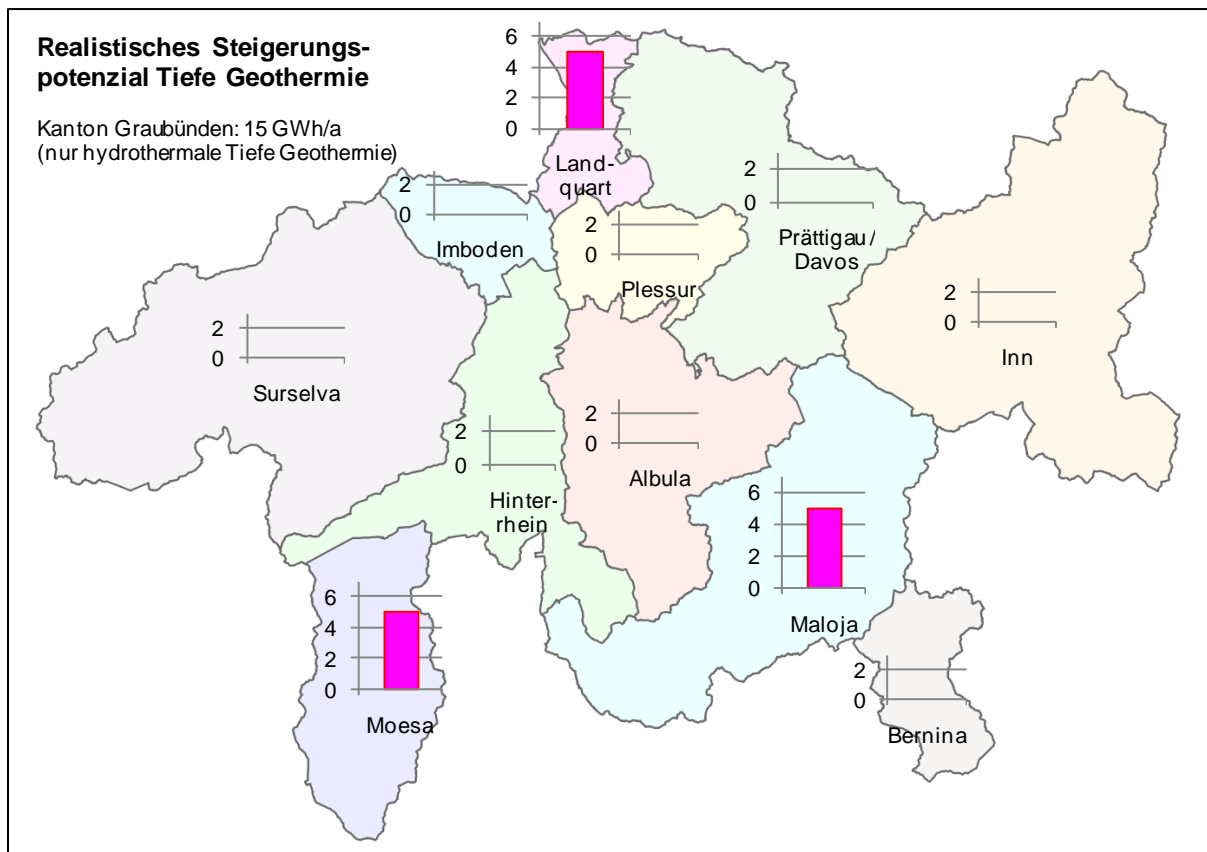 Realistisches Steigerungs-
potenzial Tiefe Geothermie
Kanton Graubünden: 15 GWh/a
(nur hydrothermale Tiefe Geothermie)
6
4
2
0
Land-
quart
2
0
Imboden
2
0
Plessur
2
0
Prättigau/
Davos
2
0
Inn
2
0
Surselva
2
0
Hinter-
rhein
2
0
Albula
6
4
2
0
Maloja
6
4
2
0
Moesa
2
0
Bernina